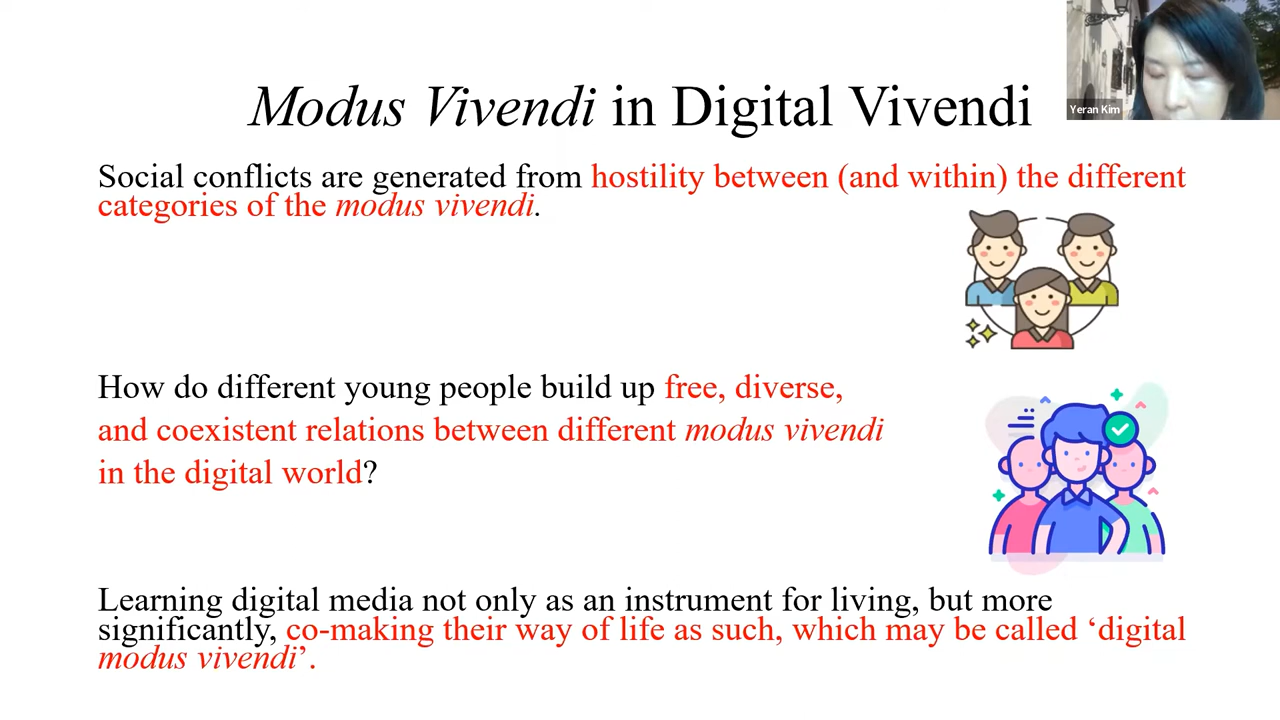 Modus Vivendi in Digital Vivendi
Yeran Kim
Social conflicts are generated from hostility between (and within) the different
categories of the modus vivendi.
How do different young people build up free, diverse,
and coexistent relations between different modus vivendi
in the digital world?
Learning digital media not only as an instrument for living, but more
significantly, co-making their way of life as such, which may be called ‘digital
modus vivendi’.